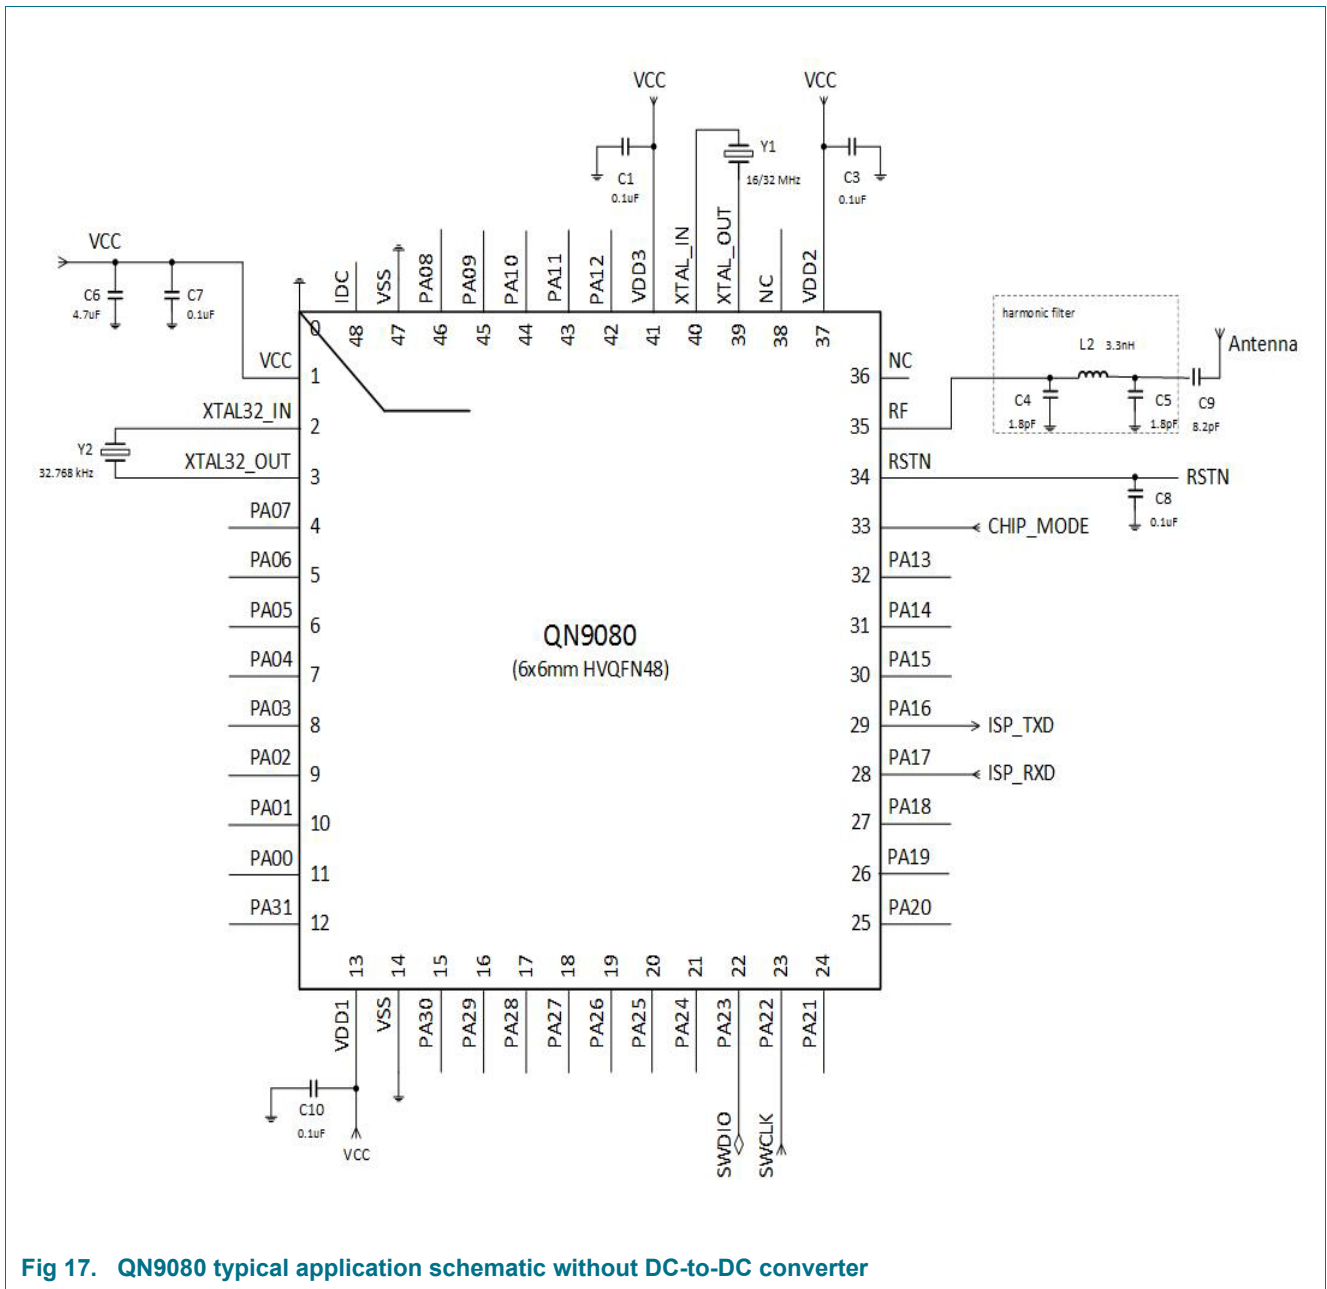 VCC
VCC
C1
0.1uF
Y1
16/32 MHz
C3
0.1uF
VCC
C6
4.7uF
C7
0.1uF
IDC
VSS
PA08
PA09
PA10
PA11
PA12
VDD3
XTAL_IN
XTAL_OUT
NC
VDD2
0
48
47
46
45
44
43
42
41
40
39
38
37
harmonic filter
L2 3.3nH
Antenna
C4
1.8pF
C5
1.8pF
C9
8.2pF
VCC 1
XTAL32_IN 2
XTAL32_OUT 3
Y2
32.768 kHz
PA07 4
PA06 5
PA05 6
PA04 7
PA03 8
PA02 9
PA01 10
PA00 11
PA31 12
QN9080
(6x6mm HVQFN48)
36 NC
35 RF
34 RSTN RSTN
C8
0.1uF
33 CHIP_MODE
32 PA13
31 PA14
30 PA15
29 PA16 ISP_TXD
28 PA17 ISP_RXD
27 PA18
26 PA19
25 PA20
13
14
15
16
17
18
19
20
21
22
23
24
VDD1
VSS
PA30
PA29
PA28
PA27
PA26
PA25
PA24
PA23
PA22
PA21
C10
0.1uF
VCC
SWDIO
SWCLK
Fig 17. QN9080 typical application schematic without DC-to-DC converter